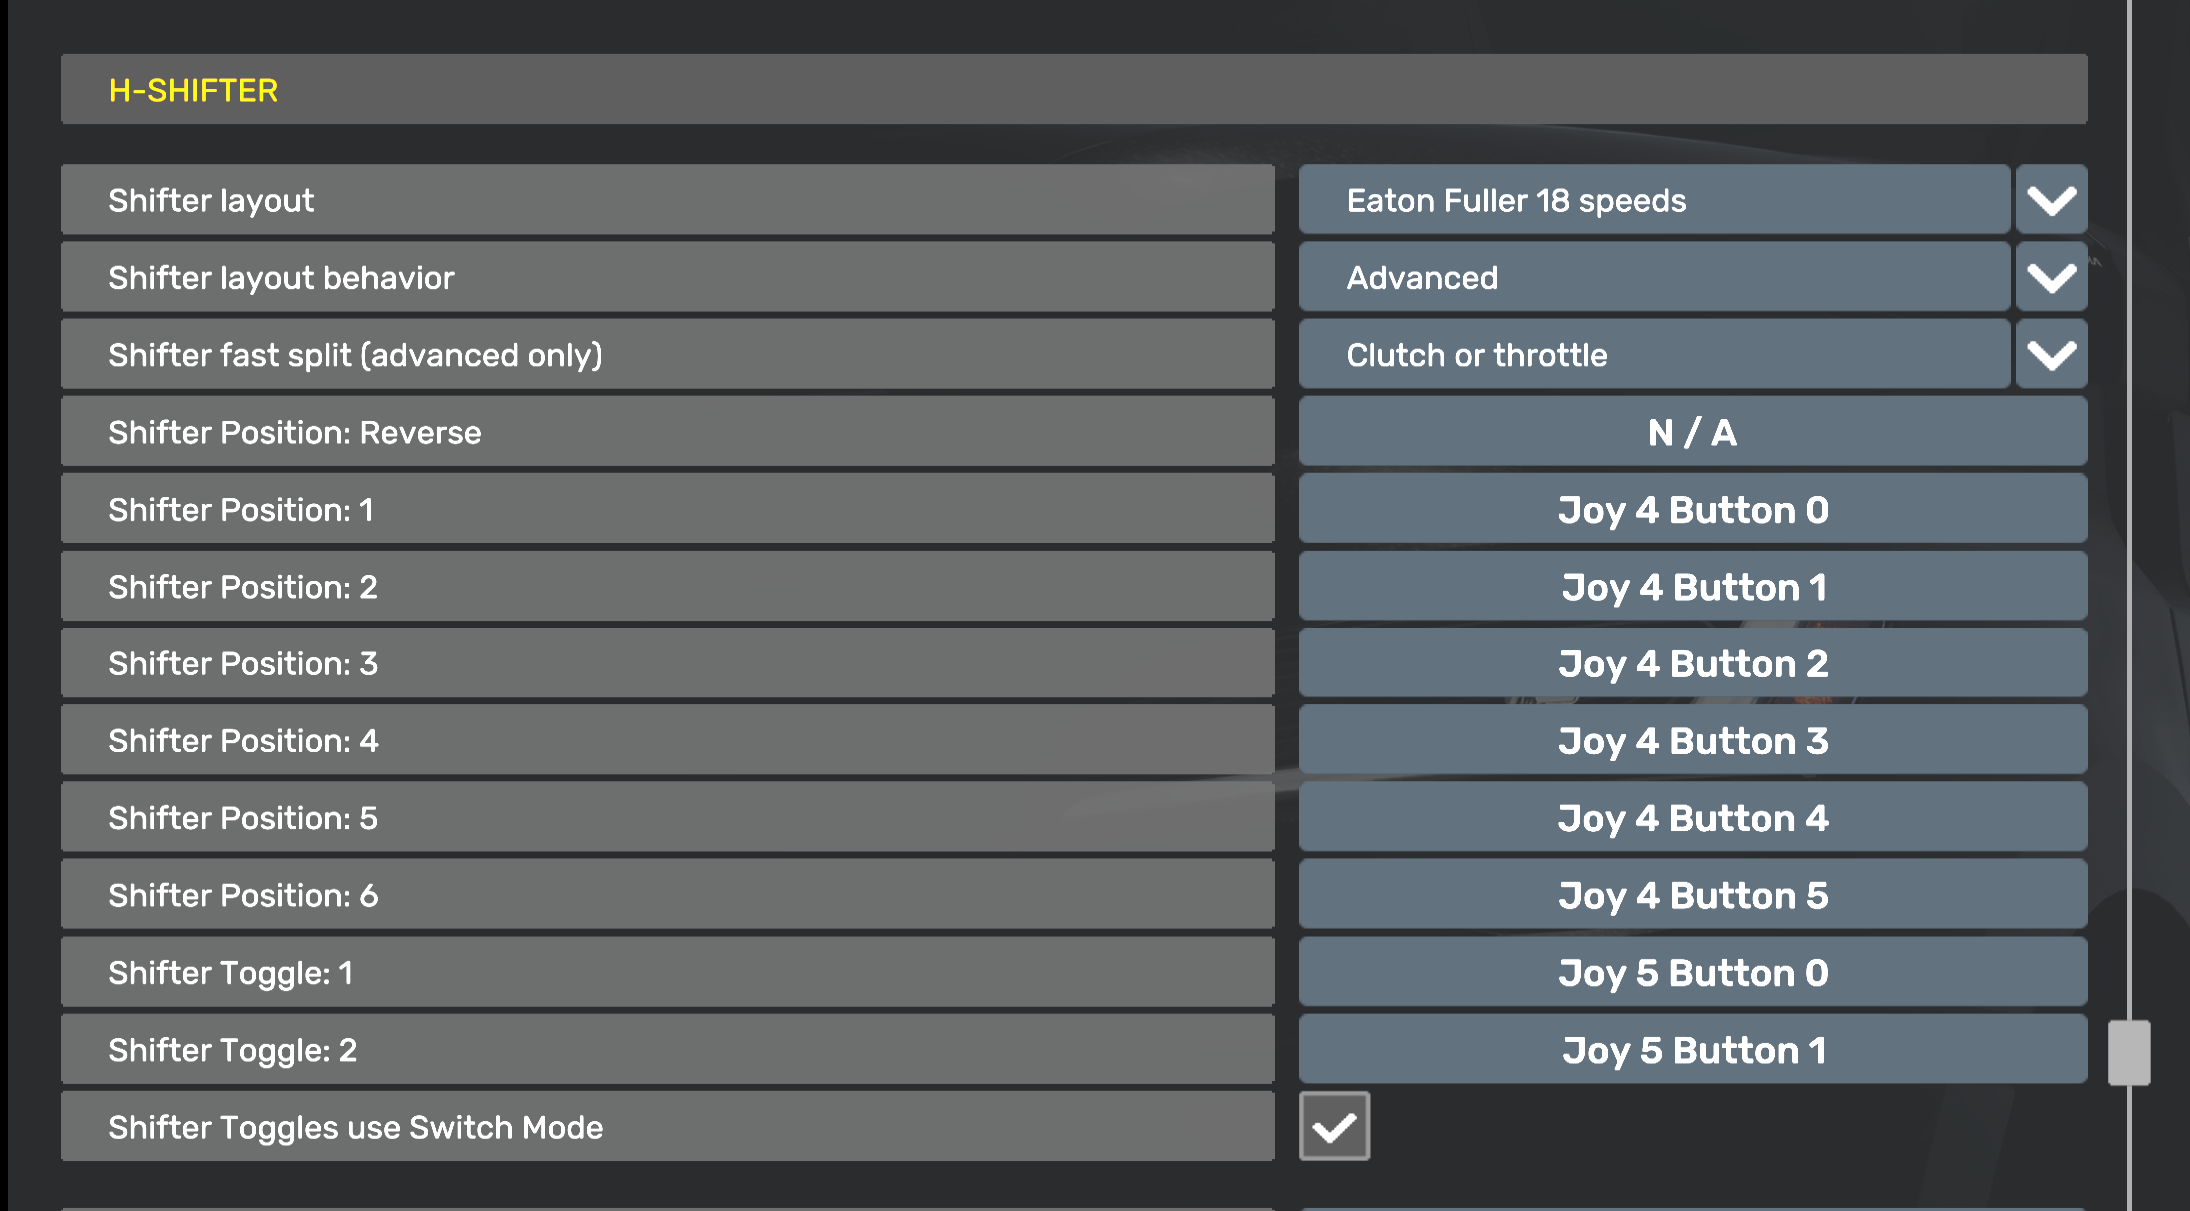 H-SHIFTER
Shifter layout
Eaton Fuller 18 speeds
Shifter layout behavior
Advanced
Shifter fast split (advanced only)
Clutch or throttle
Shifter Position: Reverse
N / A
Shifter Position: 1
Joy 4 Button 0
Shifter Position: 2
Joy 4 Button 1
Shifter Position: 3
Joy 4 Button 2
Shifter Position: 4
Joy 4 Button 3
Shifter Position: 5
Joy 4 Button 4
Shifter Position: 6
Joy 4 Button 5
Shifter Toggle: 1
Joy 5 Button 0
Shifter Toggle: 2
Joy 5 Button 1
Shifter Toggles use Switch Mode